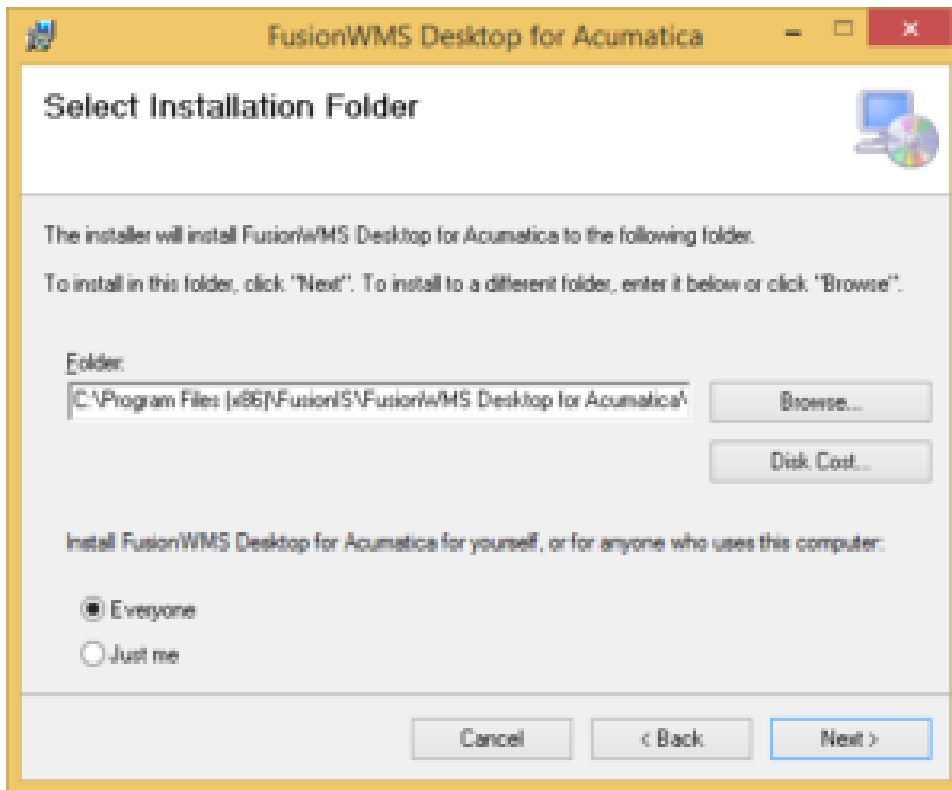 FusionWMS Desktop for Acumatica
Select Installation Folder
The installer will install FusionWMS Desktop for Acumatica to the following folder.
To install in this folder, click "Next". To install to a different folder, enter it below or click "Browse".
Folder:
C:\Program Files (x86)\FusionIS\FusionWMS Desktop for Acumatica\
Browse...
Disk Cost...
Install FusionWMS Desktop for Acumatica for yourself, or for anyone who uses this computer:
Everyone
Just me
Cancel
< Back
Next >